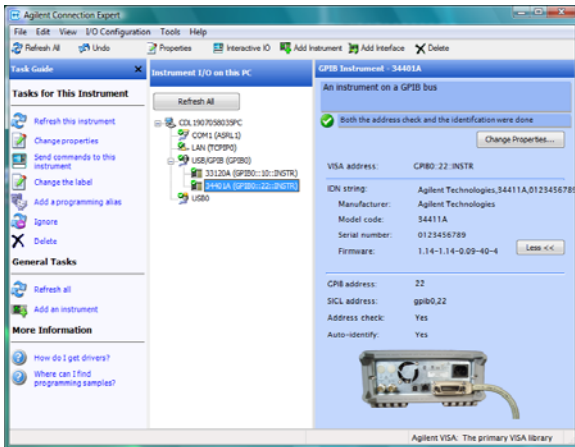 Agilent Connection Expert
File Edit View I/O Configuration Tools Help
Refresh All Undo Properties Interactive IO Add Instrument Add Interface Delete
Task Guide
Tasks for This Instrument
Refresh this instrument
Change properties
Send commands to this
instrument
Change the label
Add a programming alias
Ignore
Delete
General Tasks
Refresh all
Add an instrument
More Information
How do I get drivers?
Where can I find
programming samples?
Instrument I/O on this PC
Refresh All
COM1 (ASRL1)
LAN (TCPIP0)
USB/GPIB (GPIB0)
33120A (GPIB0::10::INSTR)
34401A (GPIB0::22::INSTR)
USB0
GPIB Instrument - 34401A
An instrument on a GPIB bus
Both the address check and the identification were done
Change Properties...
VISA address: GPIB0::22::INSTR
IDN string: Agilent Technologies,34411A,0123456789
Manufacturer: Agilent Technologies
Model code: 34411A
Serial number: 0123456789
Firmware: 1.14-1.14-0.09-40-4
Less <<
GPIB address: 22
SICL address: gpib0,22
Address check: Yes
Auto-identify: Yes
Agilent VISA: The primary VISA library